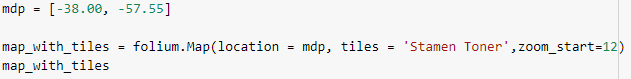 mdp = [-38.00, -57.55]
map_with_tiles = folium.Map(location = mdp, tiles = 'Stamen Toner',zoom_start=12)
map_with_tiles